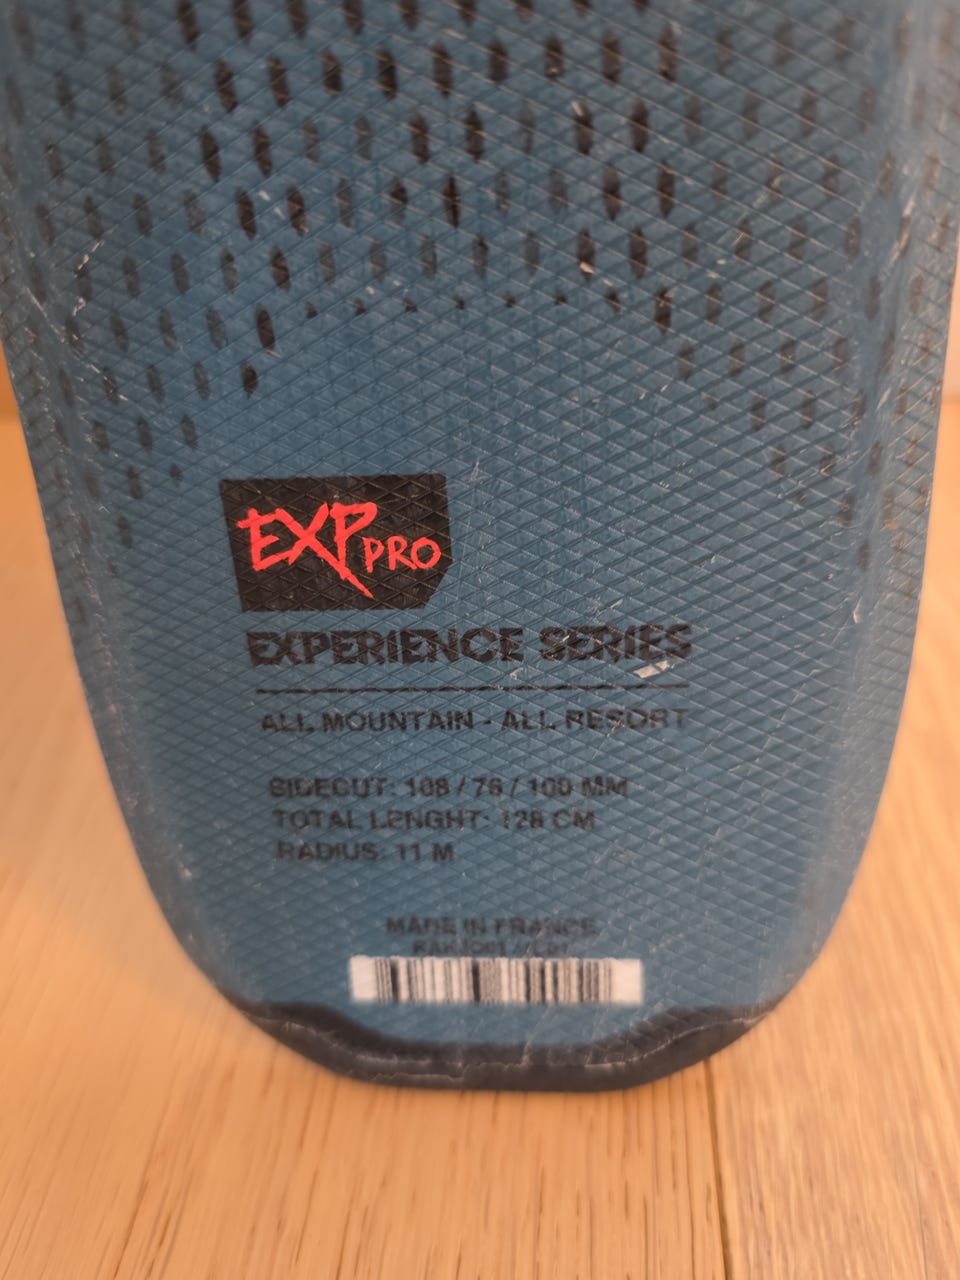 EXP PRO
EXPERIENCE SERIES
ALL MOUNTAIN - ALL RESORT
SIDECUT: 108 / 76 / 100 MM
TOTAL LENGHT: 128 CM
RADIUS: 11 M
MADE IN FRANCE